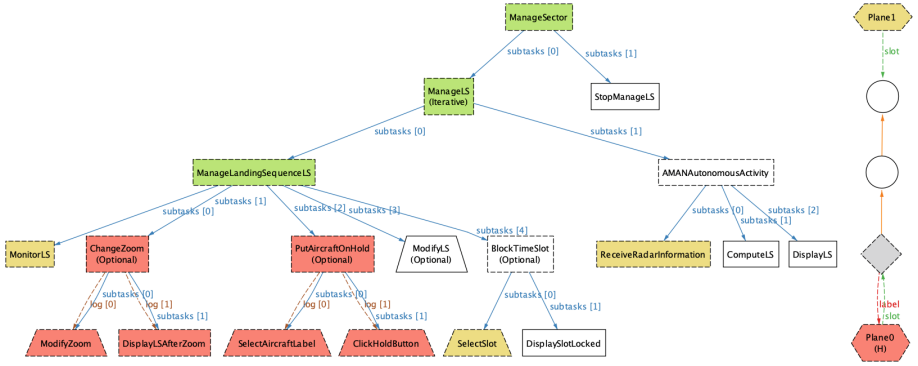 ManageSector
Plane1
subtasks [0]
subtasks [1]
slot
ManageLS
(Iterative)
StopManageLS
subtasks [0]
subtasks [1]
ManageLandingSequenceLS
AMANAutonomousActivity
subtasks [0]
subtasks [1]
subtasks [2]
subtasks [3]
subtasks [4]
subtasks [0]
subtasks [1]
subtasks [2]
MonitorLS
ChangeZoom
(Optional)
PutAircraftOnHold
(Optional)
ModifyLS
(Optional)
BlockTimeSlot
(Optional)
ReceiveRadarInformation
ComputeLS
DisplayLS
subtasks [0]
log [0]
log [1]
subtasks [1]
subtasks [0]
log [0]
log [1]
subtasks [1]
subtasks [0]
subtasks [1]
label
slot
ModifyZoom
DisplayLSAfterZoom
SelectAircraftLabel
ClickHoldButton
SelectSlot
DisplaySlotLocked
Plane0
(H)